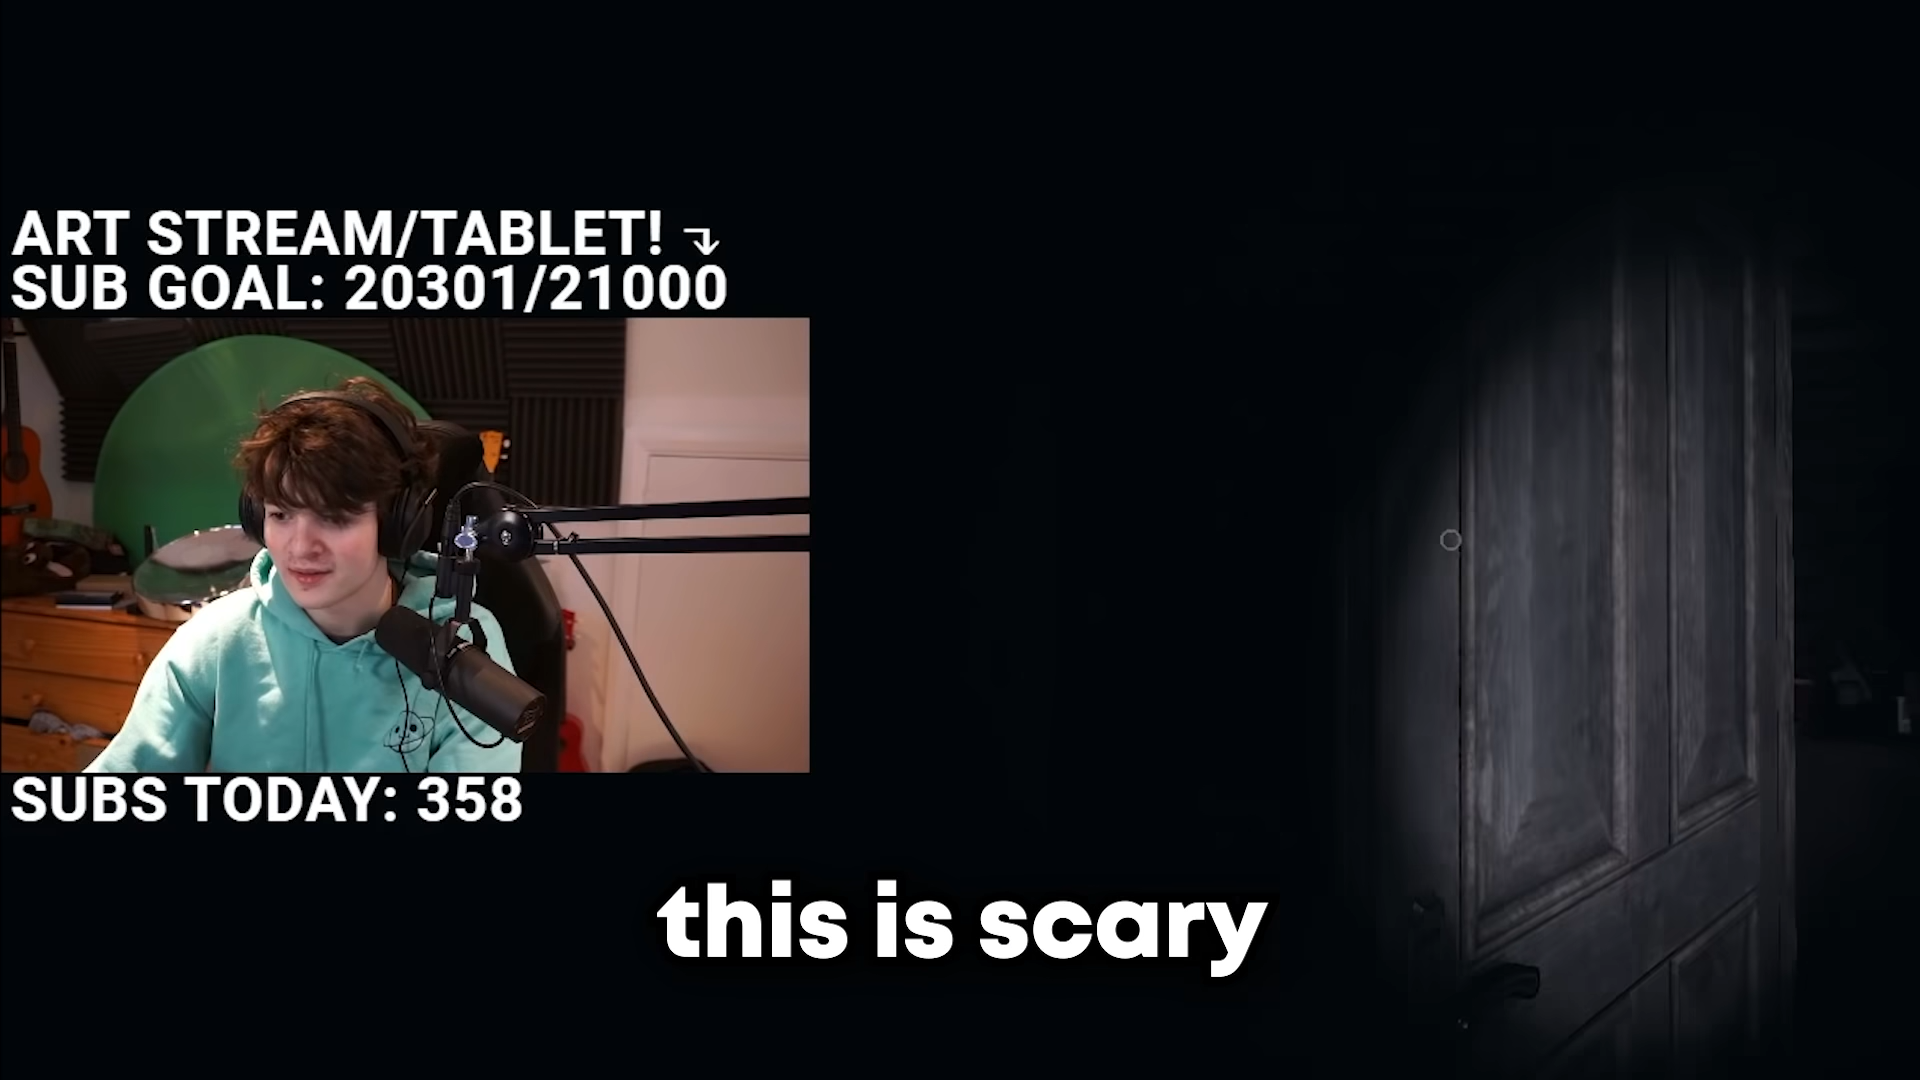 ART STREAM/TABLET! ↴
SUB GOAL: 20301/21000
SUBS TODAY: 358
this is scary